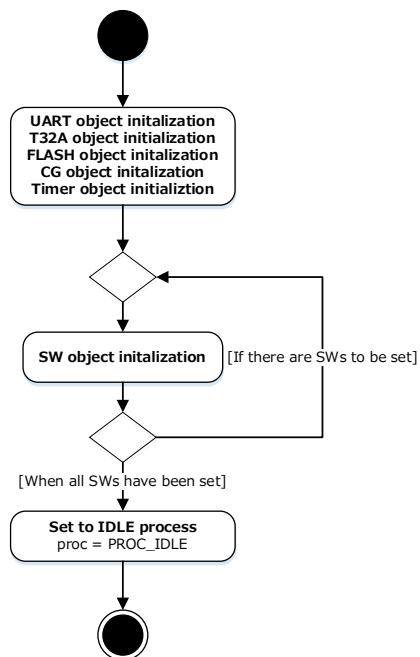 UART object initalization
T32A object initialization
FLASH object initalization
CG object initalization
Timer object initializtion
SW object initalization
[If there are SWs to be set]
[When all SWs have been set]
Set to IDLE process
proc = PROC_IDLE